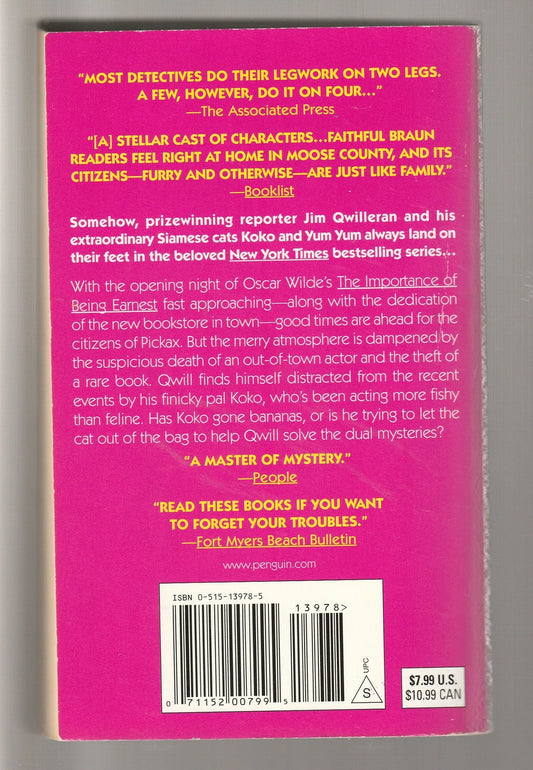 “MOST DETECTIVES DO THEIR LEGWORK ON TWO LEGS.
A FEW, HOWEVER, DO IT ON FOUR...”
—The Associated Press
“[A] STELLAR CAST OF CHARACTERS...FAITHFUL BRAUN
READERS FEEL RIGHT AT HOME IN MOOSE COUNTY, AND ITS
CITIZENS—FURRY AND OTHERWISE—ARE JUST LIKE FAMILY.”
—Booklist
Somehow, prizewinning reporter Jim Qwilleran and his
extraordinary Siamese cats Koko and Yum Yum always land on
their feet in the beloved New York Times bestselling series...
With the opening night of Oscar Wilde’s The Importance of
Being Earnest fast approaching—along with the dedication
of the new bookstore in town—good times are ahead for the
citizens of Pickax. But the merry atmosphere is dampened by
the suspicious death of an out-of-town actor and the theft of
a rare book. Qwill finds himself distracted from the recent
events by his finicky pal Koko, who’s been acting more fishy
than feline. Has Koko gone bananas, or is he trying to let the
cat out of the bag to help Qwill solve the dual mysteries?
“A MASTER OF MYSTERY.”
—People
“READ THESE BOOKS IF YOU WANT
TO FORGET YOUR TROUBLES.”
—Fort Myers Beach Bulletin
www.penguin.com
ISBN 0-515-13978-5
13978>
0 71152 00799 5
UPC
S
$7.99 U.S.
$10.99 CAN